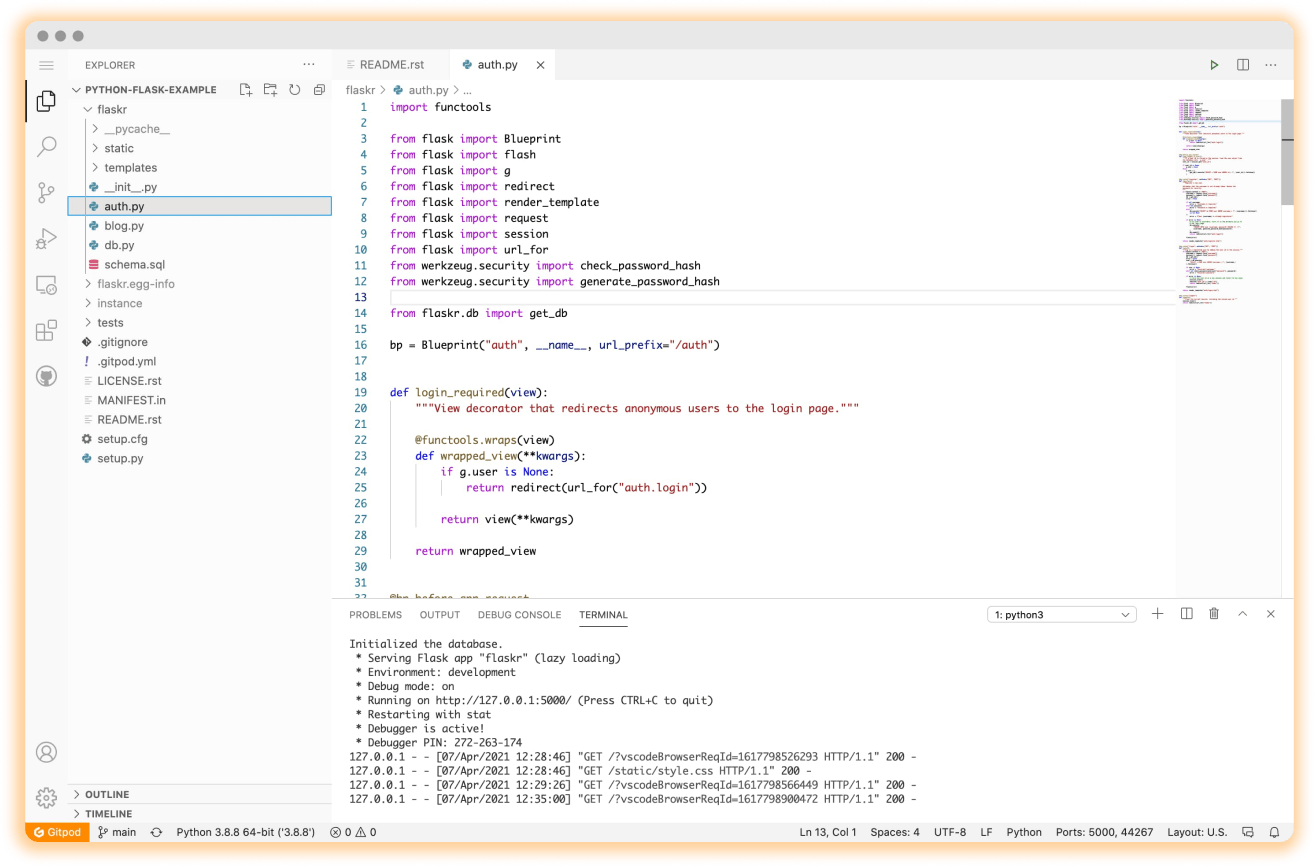 EXPLORER
PYTHON-FLASK-EXAMPLE
flaskr
__pycache__
static
templates
__init__.py
auth.py
blog.py
db.py
schema.sql
flaskr.egg-info
instance
tests
.gitignore
! .gitpod.yml
LICENSE.rst
MANIFEST.in
README.rst
setup.cfg
setup.py
OUTLINE
TIMELINE
README.rst auth.py
flaskr > auth.py > ...
1 import functools
2
3 from flask import Blueprint
4 from flask import flash
5 from flask import g
6 from flask import redirect
7 from flask import render_template
8 from flask import request
9 from flask import session
10 from flask import url_for
11 from werkzeug.security import check_password_hash
12 from werkzeug.security import generate_password_hash
13
14 from flaskr.db import get_db
15
16 bp = Blueprint("auth", __name__, url_prefix="/auth")
17
18
19 def login_required(view):
20 """View decorator that redirects anonymous users to the login page."""
21
22 @functools.wraps(view)
23 def wrapped_view(**kwargs):
24 if g.user is None:
25 return redirect(url_for("auth.login"))
26
27 return view(**kwargs)
28
29 return wrapped_view
30
31
32 @bp.before_app_request
PROBLEMS OUTPUT DEBUG CONSOLE TERMINAL 1: python3
Initialized the database.
* Serving Flask app "flaskr" (lazy loading)
* Environment: development
* Debug mode: on
* Running on http://127.0.0.1:5000/ (Press CTRL+C to quit)
* Restarting with stat
* Debugger is active!
* Debugger PIN: 272-263-174
127.0.0.1 - - [07/Apr/2021 12:28:46] "GET /?vscodeBrowserReqId=1617798526293 HTTP/1.1" 200 -
127.0.0.1 - - [07/Apr/2021 12:28:46] "GET /static/style.css HTTP/1.1" 200 -
127.0.0.1 - - [07/Apr/2021 12:29:26] "GET /?vscodeBrowserReqId=1617798566449 HTTP/1.1" 200 -
127.0.0.1 - - [07/Apr/2021 12:35:00] "GET /?vscodeBrowserReqId=1617798900472 HTTP/1.1" 200 -
Gitpod main Python 3.8.8 64-bit ('3.8.8') 0 0 Ln 13, Col 1 Spaces: 4 UTF-8 LF Python Ports: 5000, 44267 Layout: U.S.